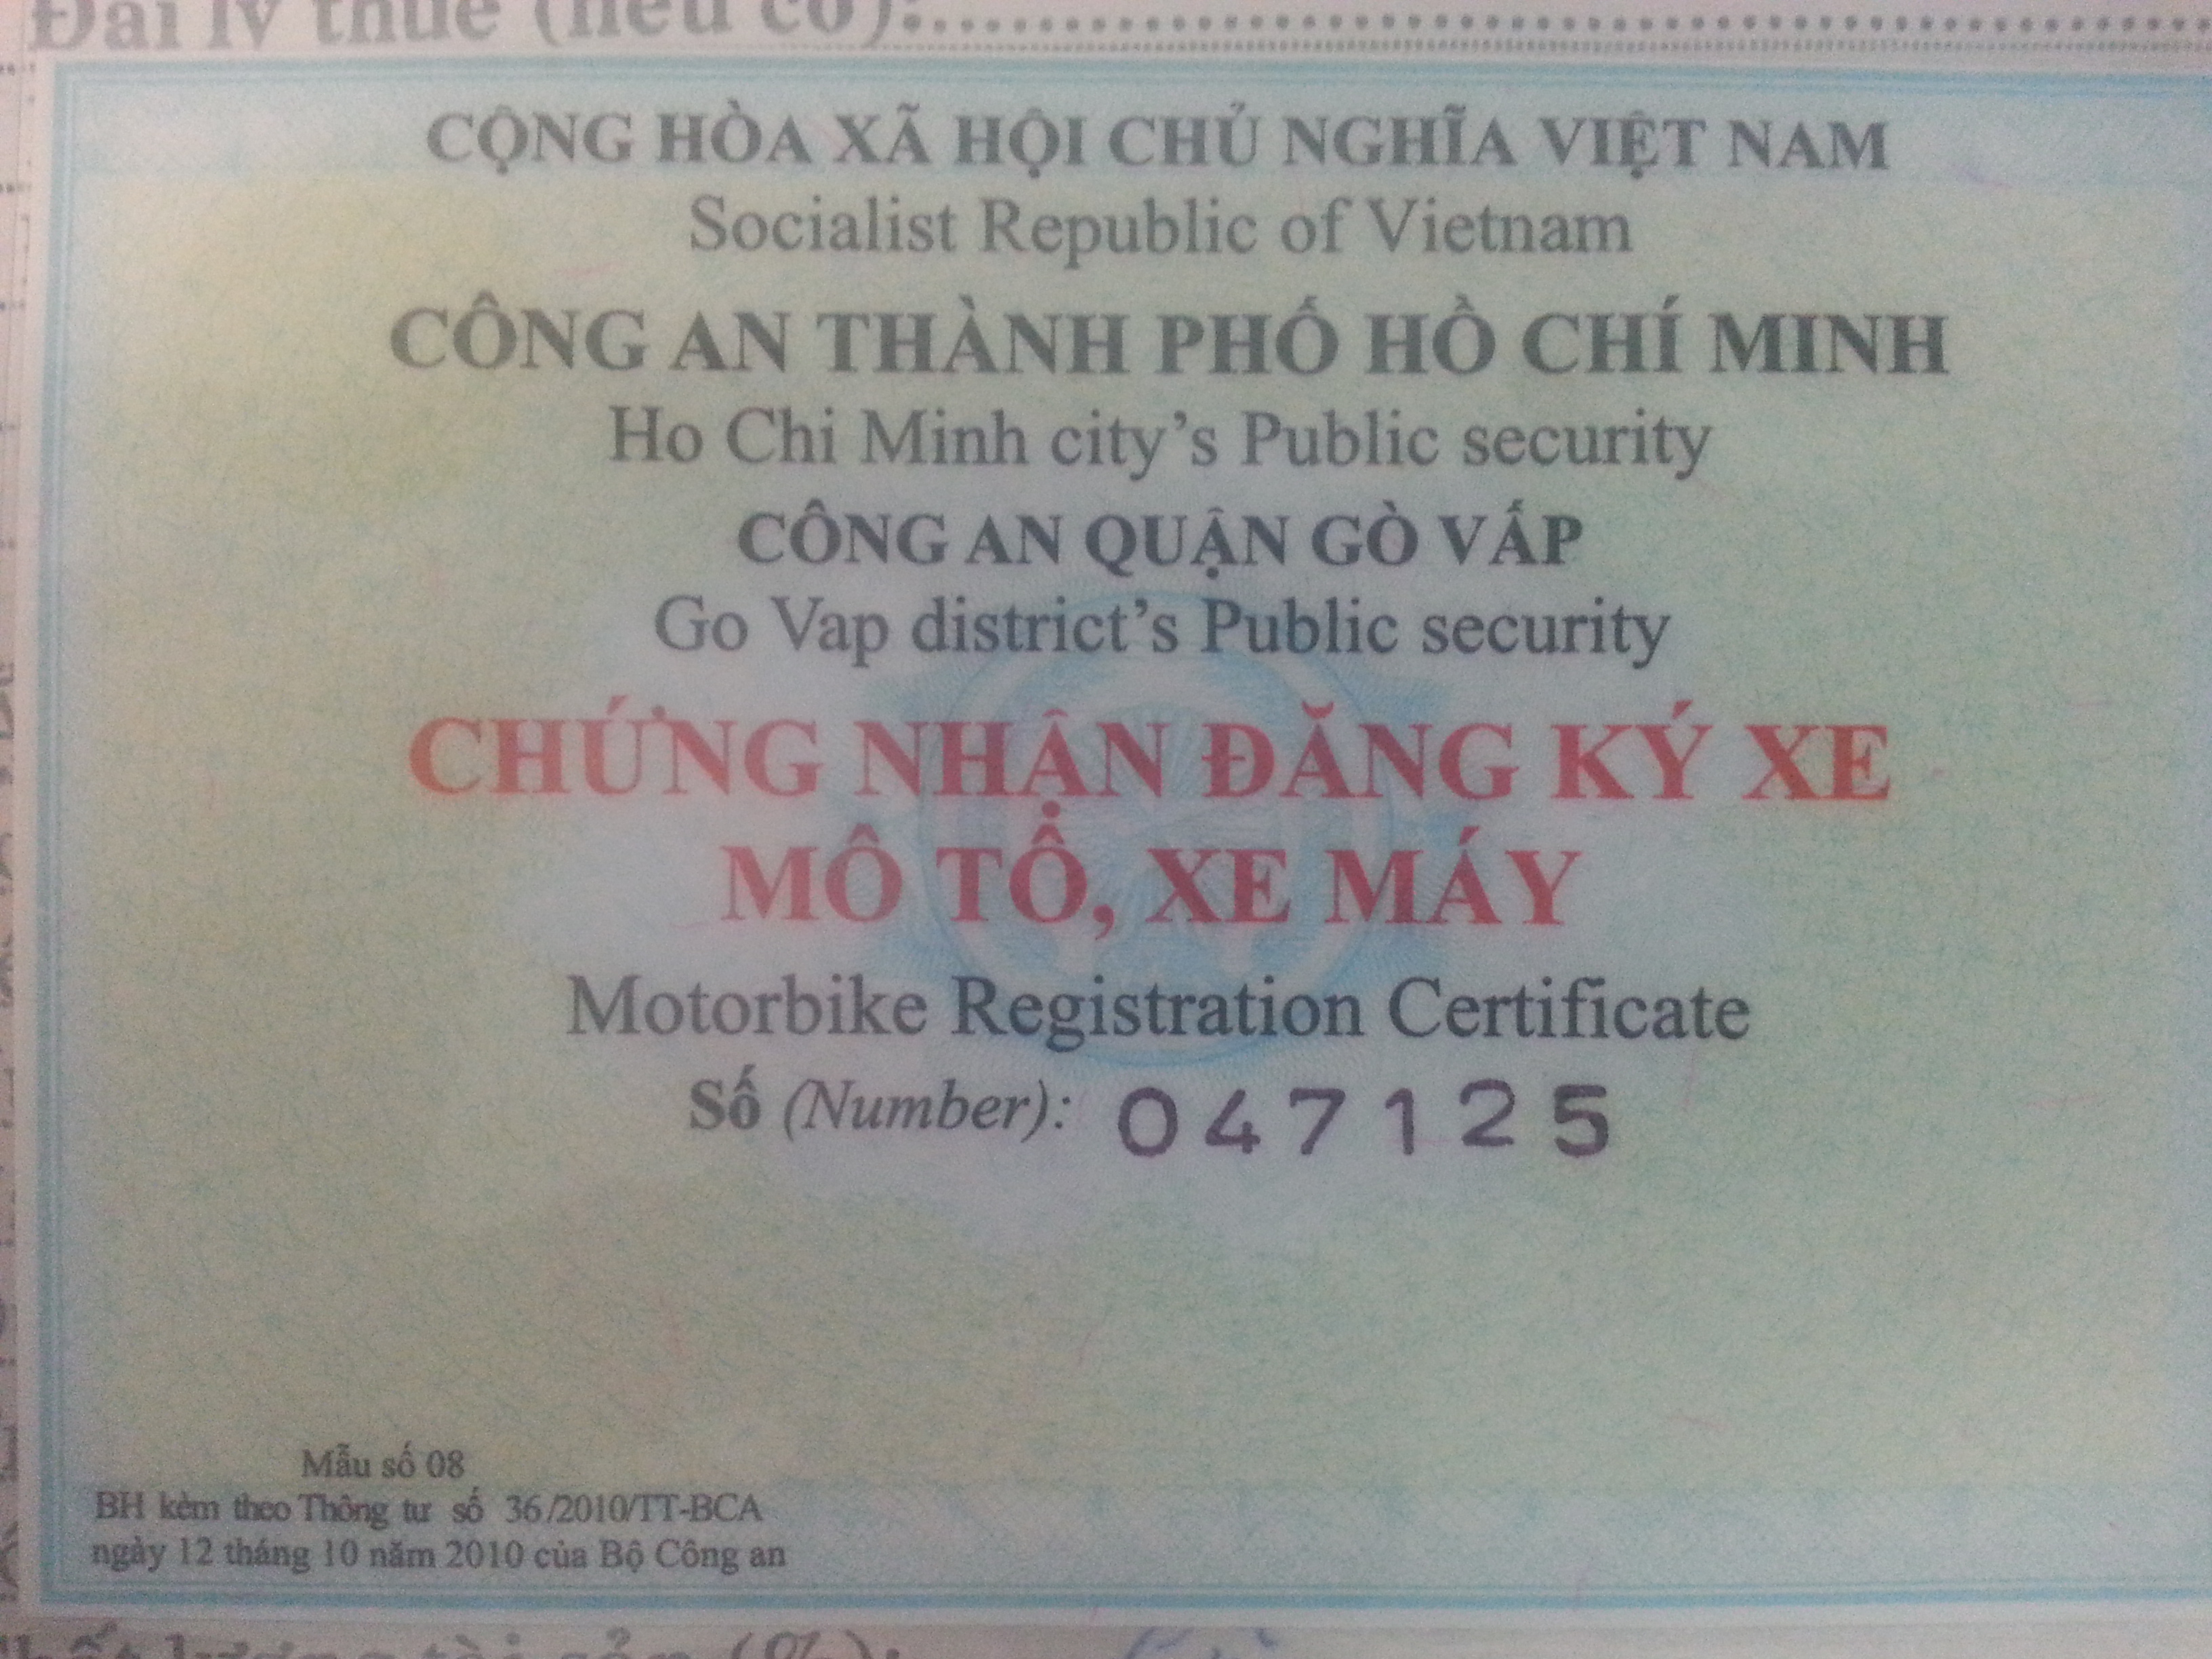 Đại lý thuế (nếu có):
CỘNG HÒA XÃ HỘI CHỦ NGHĨA VIỆT NAM
Socialist Republic of Vietnam
CÔNG AN THÀNH PHỐ HỒ CHÍ MINH
Ho Chi Minh city’s Public security
CÔNG AN QUẬN GÒ VẤP
Go Vap district’s Public security
CHỨNG NHẬN ĐĂNG KÝ XE
MÔ TÔ, XE MÁY
Motorbike Registration Certificate
Số (Number): 047125
Mẫu số 08
BH kèm theo Thông tư số 36/2010/TT-BCA
ngày 12 tháng 10 năm 2010 của Bộ Công an
lượng tài sản (%):